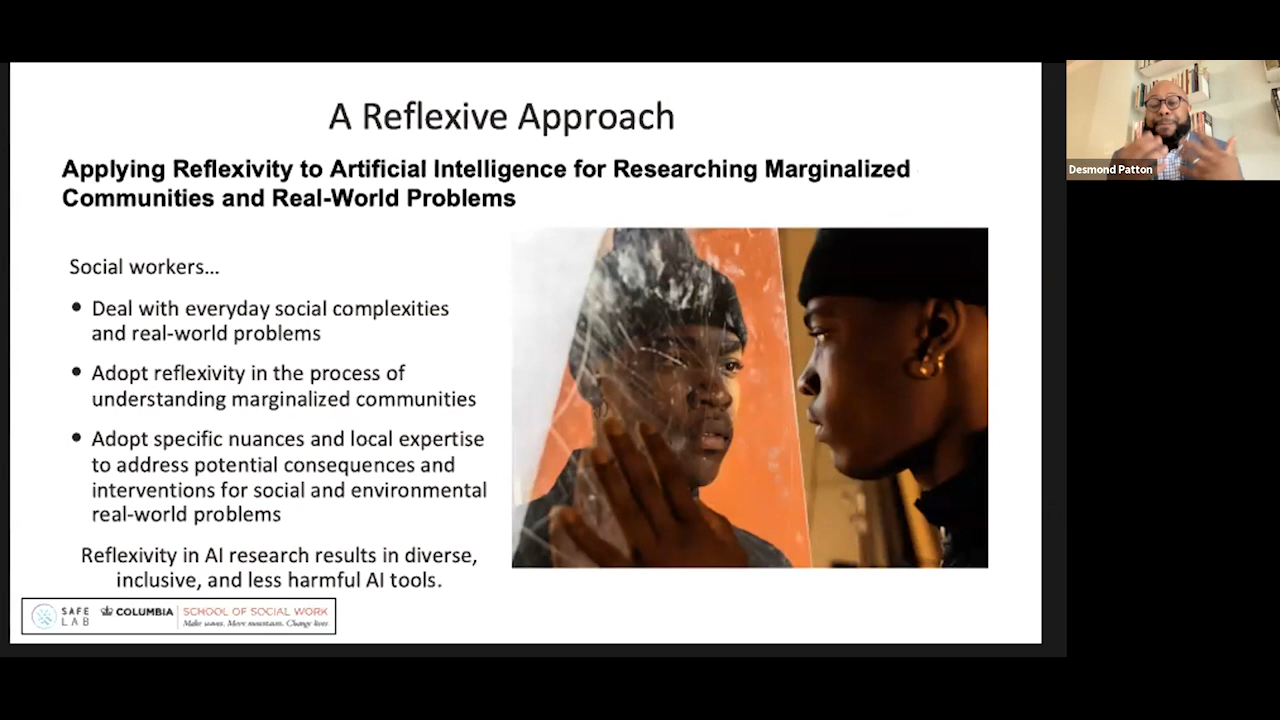 A Reflexive Approach
Applying Reflexivity to Artificial Intelligence for Researching Marginalized
Communities and Real-World Problems
Social workers...
• Deal with everyday social complexities
and real-world problems
• Adopt reflexivity in the process of
understanding marginalized communities
• Adopt specific nuances and local expertise
to address potential consequences and
interventions for social and environmental
real-world problems
Reflexivity in AI research results in diverse,
inclusive, and less harmful AI tools.
SAFE
LAB
COLUMBIA
SCHOOL OF SOCIAL WORK
Make waves. Move mountains. Change lives.
Desmond Patton